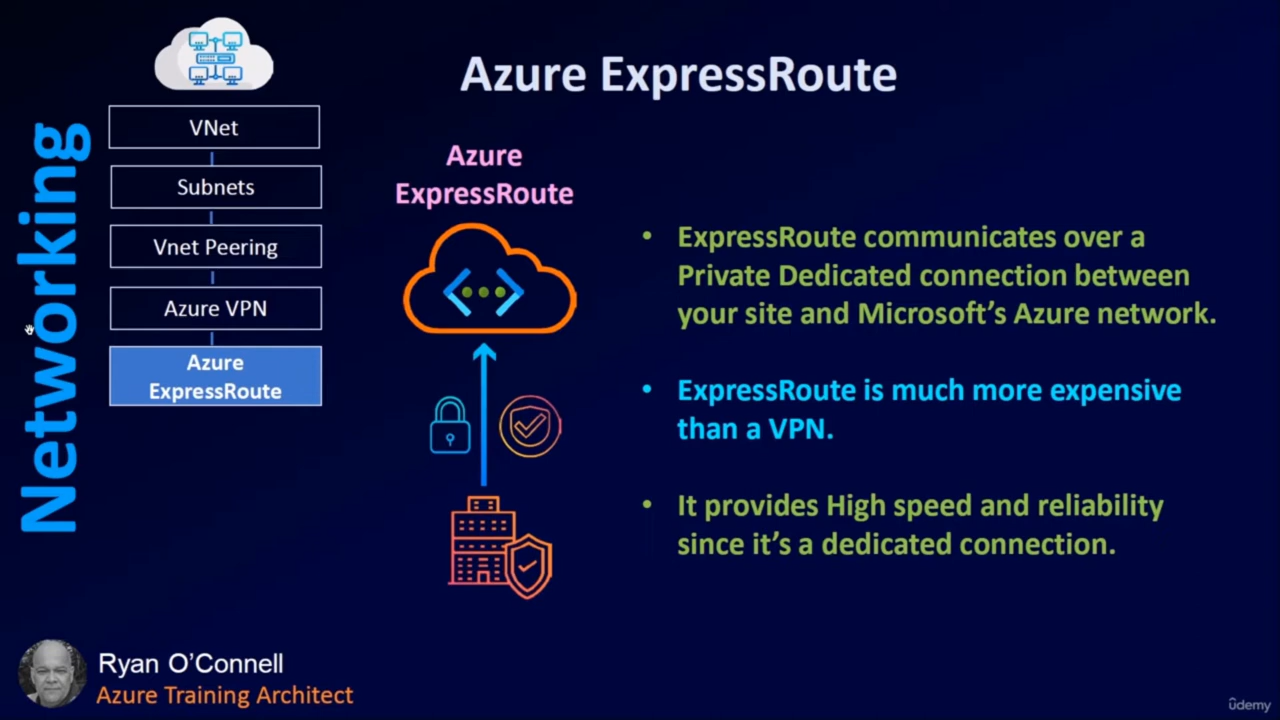 Networking
VNet
Subnets
Vnet Peering
Azure VPN
Azure
ExpressRoute
Azure ExpressRoute
Azure
ExpressRoute
• ExpressRoute communicates over a
Private Dedicated connection between
your site and Microsoft's Azure network.
• ExpressRoute is much more expensive
than a VPN.
• It provides High speed and reliability
since it's a dedicated connection.
Ryan O'Connell
Azure Training Architect
ûdemy